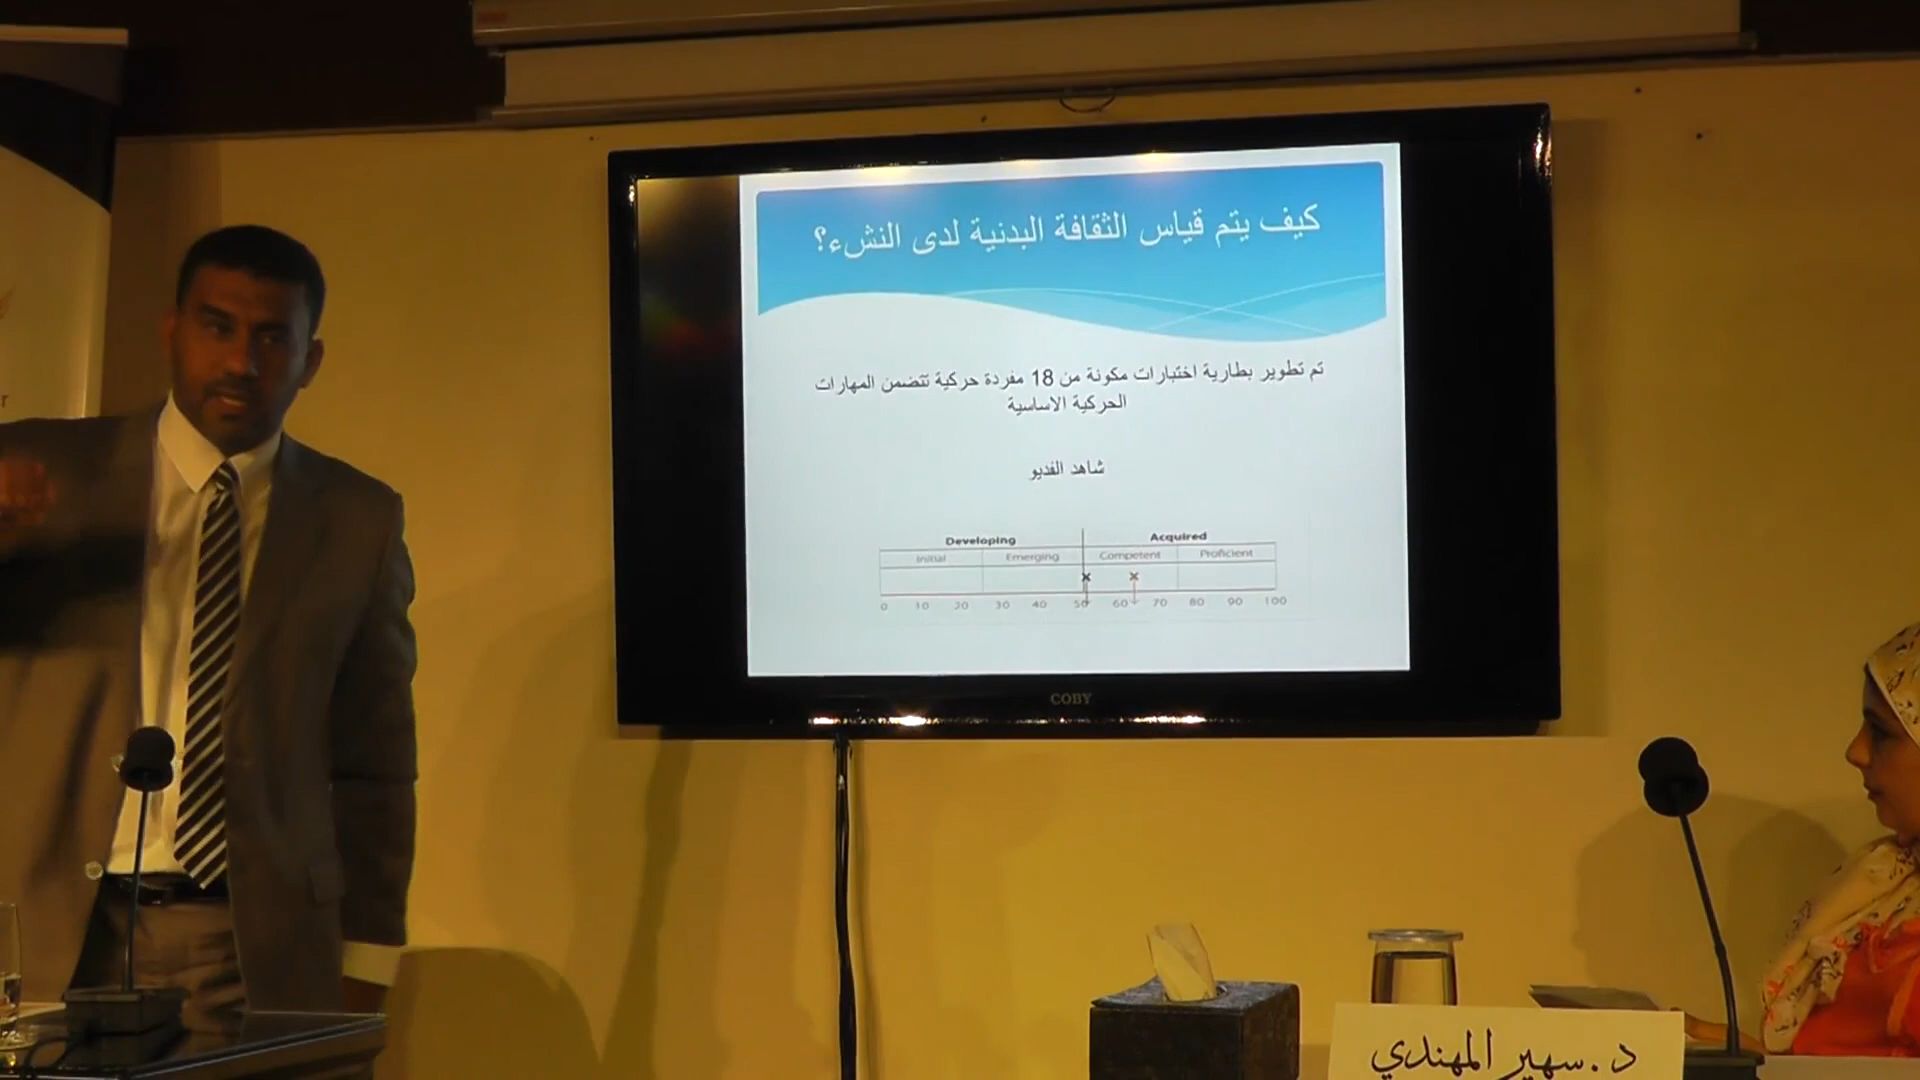 كيف يتم قياس الثقافة البدنية لدى النشء؟
تم تطوير بطارية اختبارات مكونة من 18 مفردة حركية تتضمن المهارات
الحركية الاساسية
شاهد الفديو
Developing Acquired
Initial Emerging Competent Proficient
x x
0 10 20 30 40 50 60 70 80 90 100
COBY
د. سهير المهندي
r